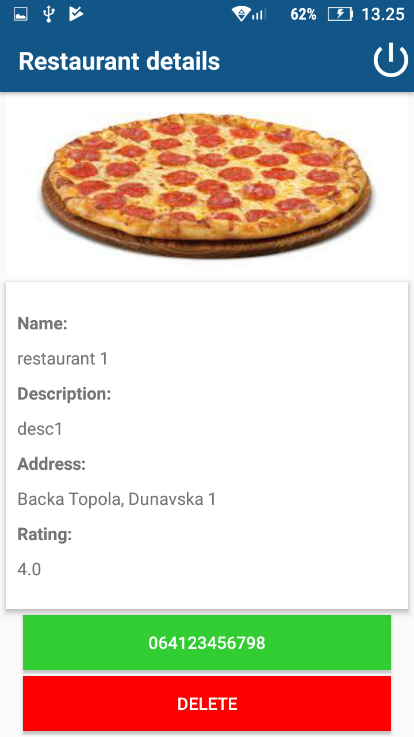 62% 13.25
Restaurant details
Name:
restaurant 1
Description:
desc1
Address:
Backa Topola, Dunavska 1
Rating:
4.0
064123456798
DELETE